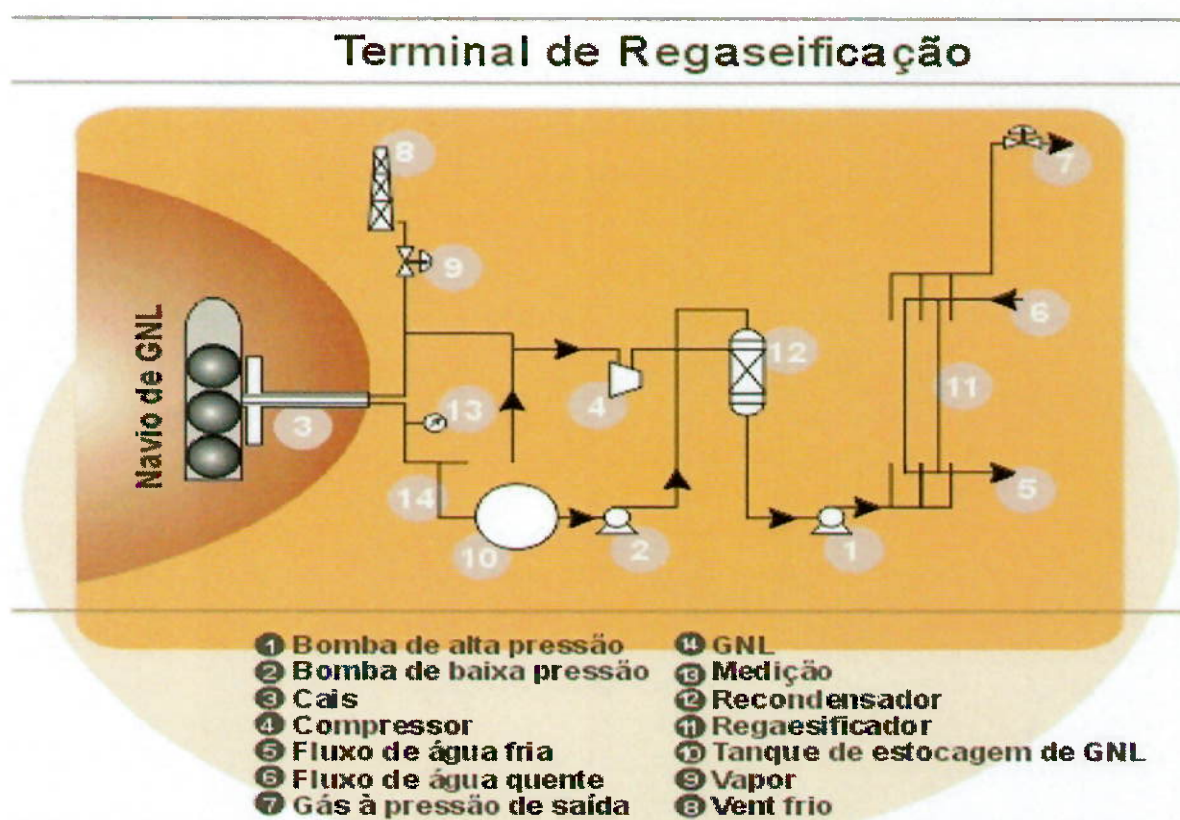 Terminal de Regaseificação
8
9
7
6
Navio de GNL
12
3
13
4
11
14
5
10
2
1
1 Bomba de alta pressão
2 Bomba de baixa pressão
3 Cais
4 Compressor
5 Fluxo de água fria
6 Fluxo de água quente
7 Gás à pressão de saída
14 GNL
13 Medição
12 Recondensador
11 Regaesificador
10 Tanque de estocagem de GNL
9 Vapor
8 Vent frio